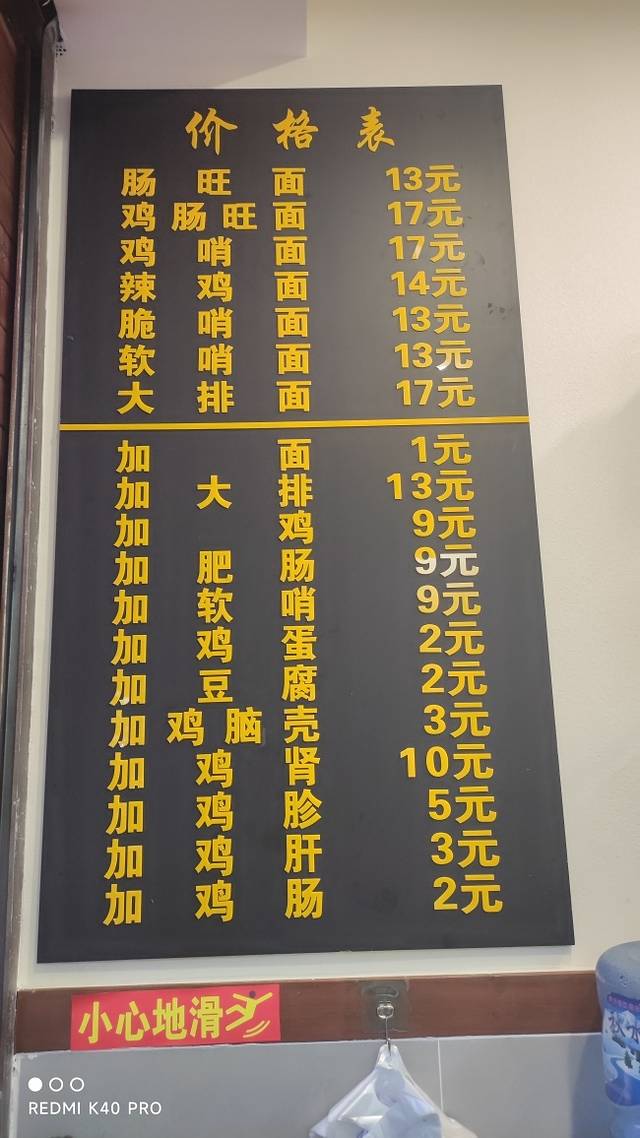 价格表
肠旺面 13元
鸡肠旺面 17元
鸡哨面 17元
辣鸡面 14元
脆哨面 13元
软哨面 13元
大排面 17元
加面 1元
加大排 13元
加鸡 9元
加肥肠 9元
加软哨 9元
加鸡蛋 2元
加豆腐 2元
加鸡脑壳 3元
加鸡肾 10元
加鸡胗 5元
加鸡肝 3元
加鸡肠 2元
小心地滑
REDMI K40 PRO